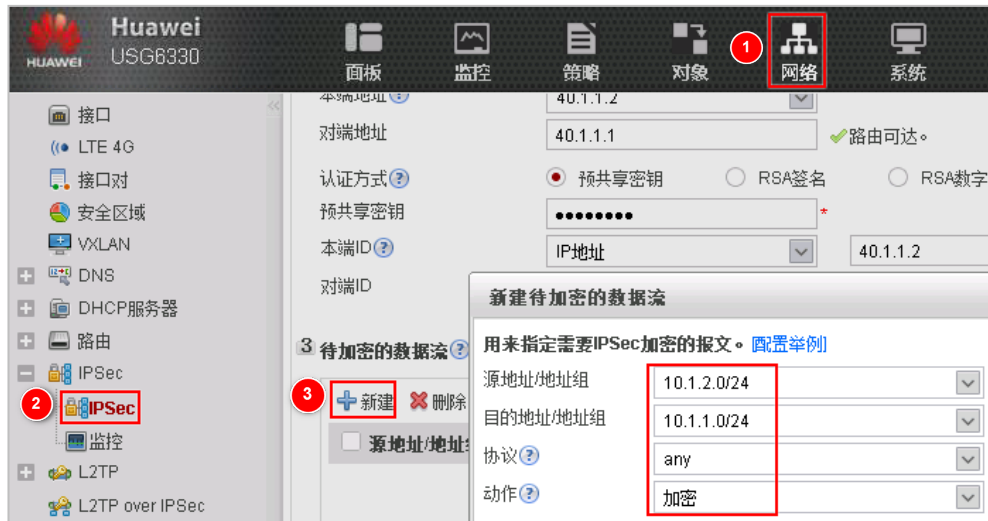 Huawei
USG6330
HUAWEI
面板
监控
策略
对象
1
网络
系统
接口
LTE 4G
接口对
安全区域
VXLAN
DNS
DHCP服务器
路由
IPSec
2
IPSec
监控
L2TP
L2TP over IPSec
本端地址
40.1.1.2
对端地址
40.1.1.1
路由可达。
认证方式
预共享密钥
RSA签名
RSA数字
预共享密钥
●●●●●●●●
*
本端ID
IP地址
40.1.1.2
对端ID
3 待加密的数据流
3
新建
删除
源地址/地址组
新建待加密的数据流
用来指定需要IPSec加密的报文。[配置举例]
源地址/地址组
10.1.2.0/24
目的地址/地址组
10.1.1.0/24
协议
any
动作
加密